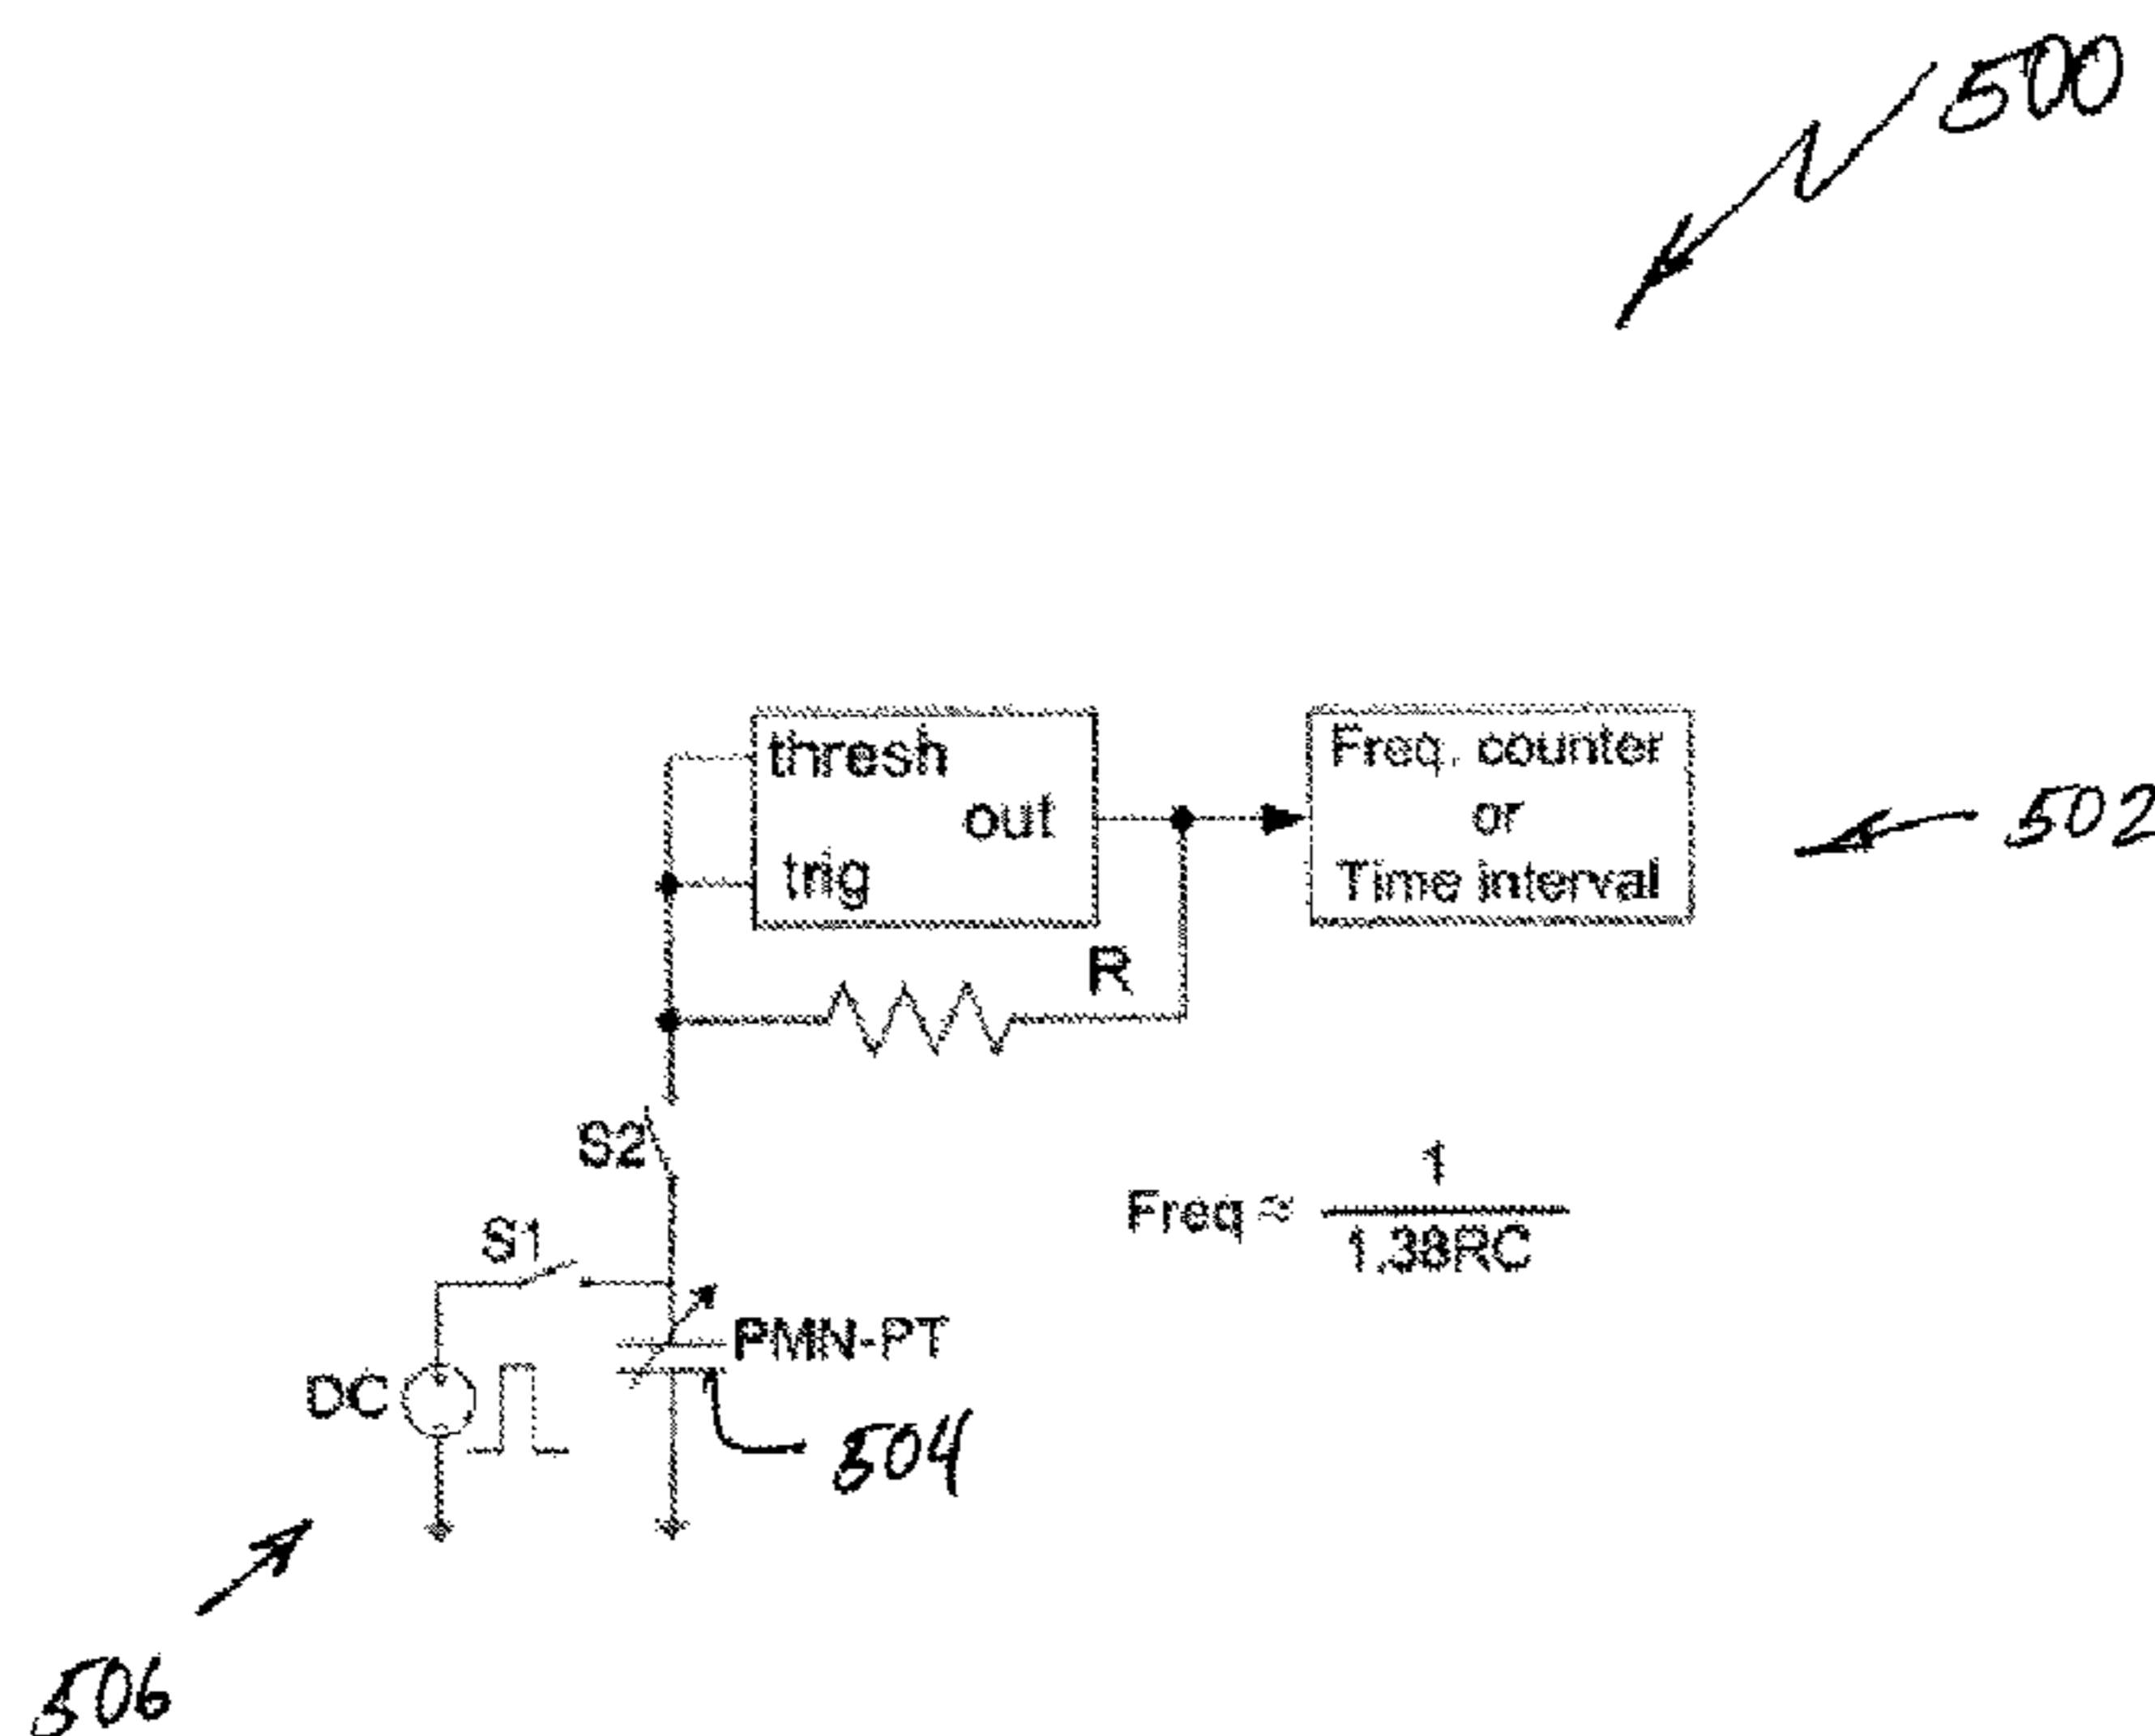 500
thresh
out
trig
Freq. counter
or
Time interval
502
R
S2
Freq ≈ 1
1.38RC
S1
PMN-PT
DC
504
506